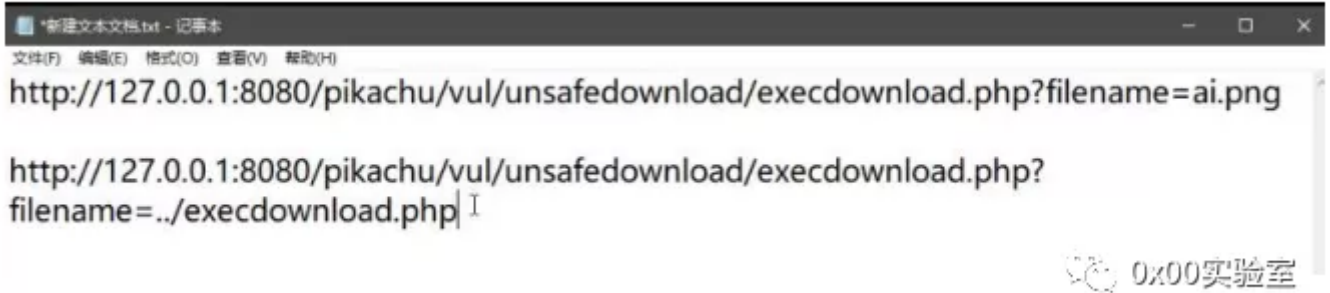 *新建文本文档.txt - 记事本
文件(F) 编辑(E) 格式(O) 查看(V) 帮助(H)
http://127.0.0.1:8080/pikachu/vul/unsafedownload/execdownload.php?filename=ai.png
http://127.0.0.1:8080/pikachu/vul/unsafedownload/execdownload.php?
filename=../execdownload.php
0x00实验室